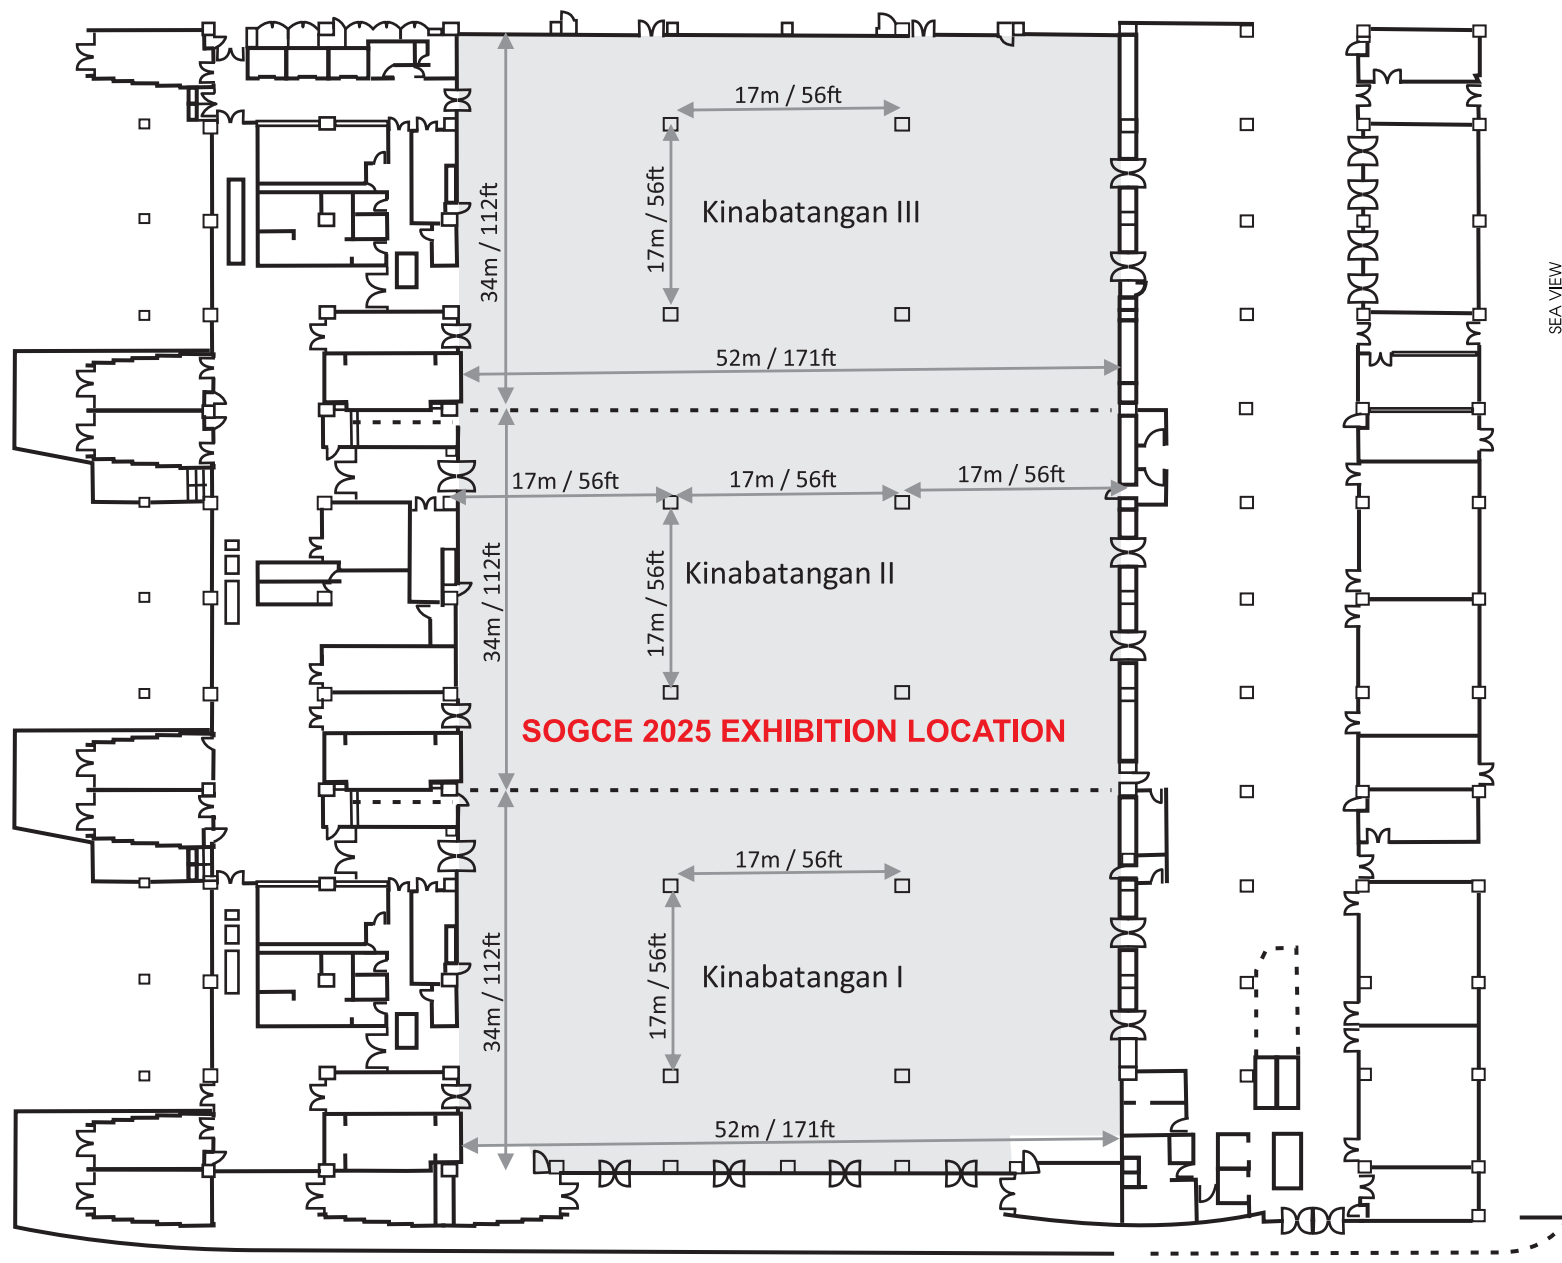 17m / 56ft
17m / 56ft
34m / 112ft
Kinabatangan III
SEA VIEW
52m / 171ft
17m / 56ft
17m / 56ft
17m / 56ft
34m / 112ft
17m / 56ft
Kinabatangan II
SOGCE 2025 EXHIBITION LOCATION
17m / 56ft
34m / 112ft
17m / 56ft
Kinabatangan I
52m / 171ft